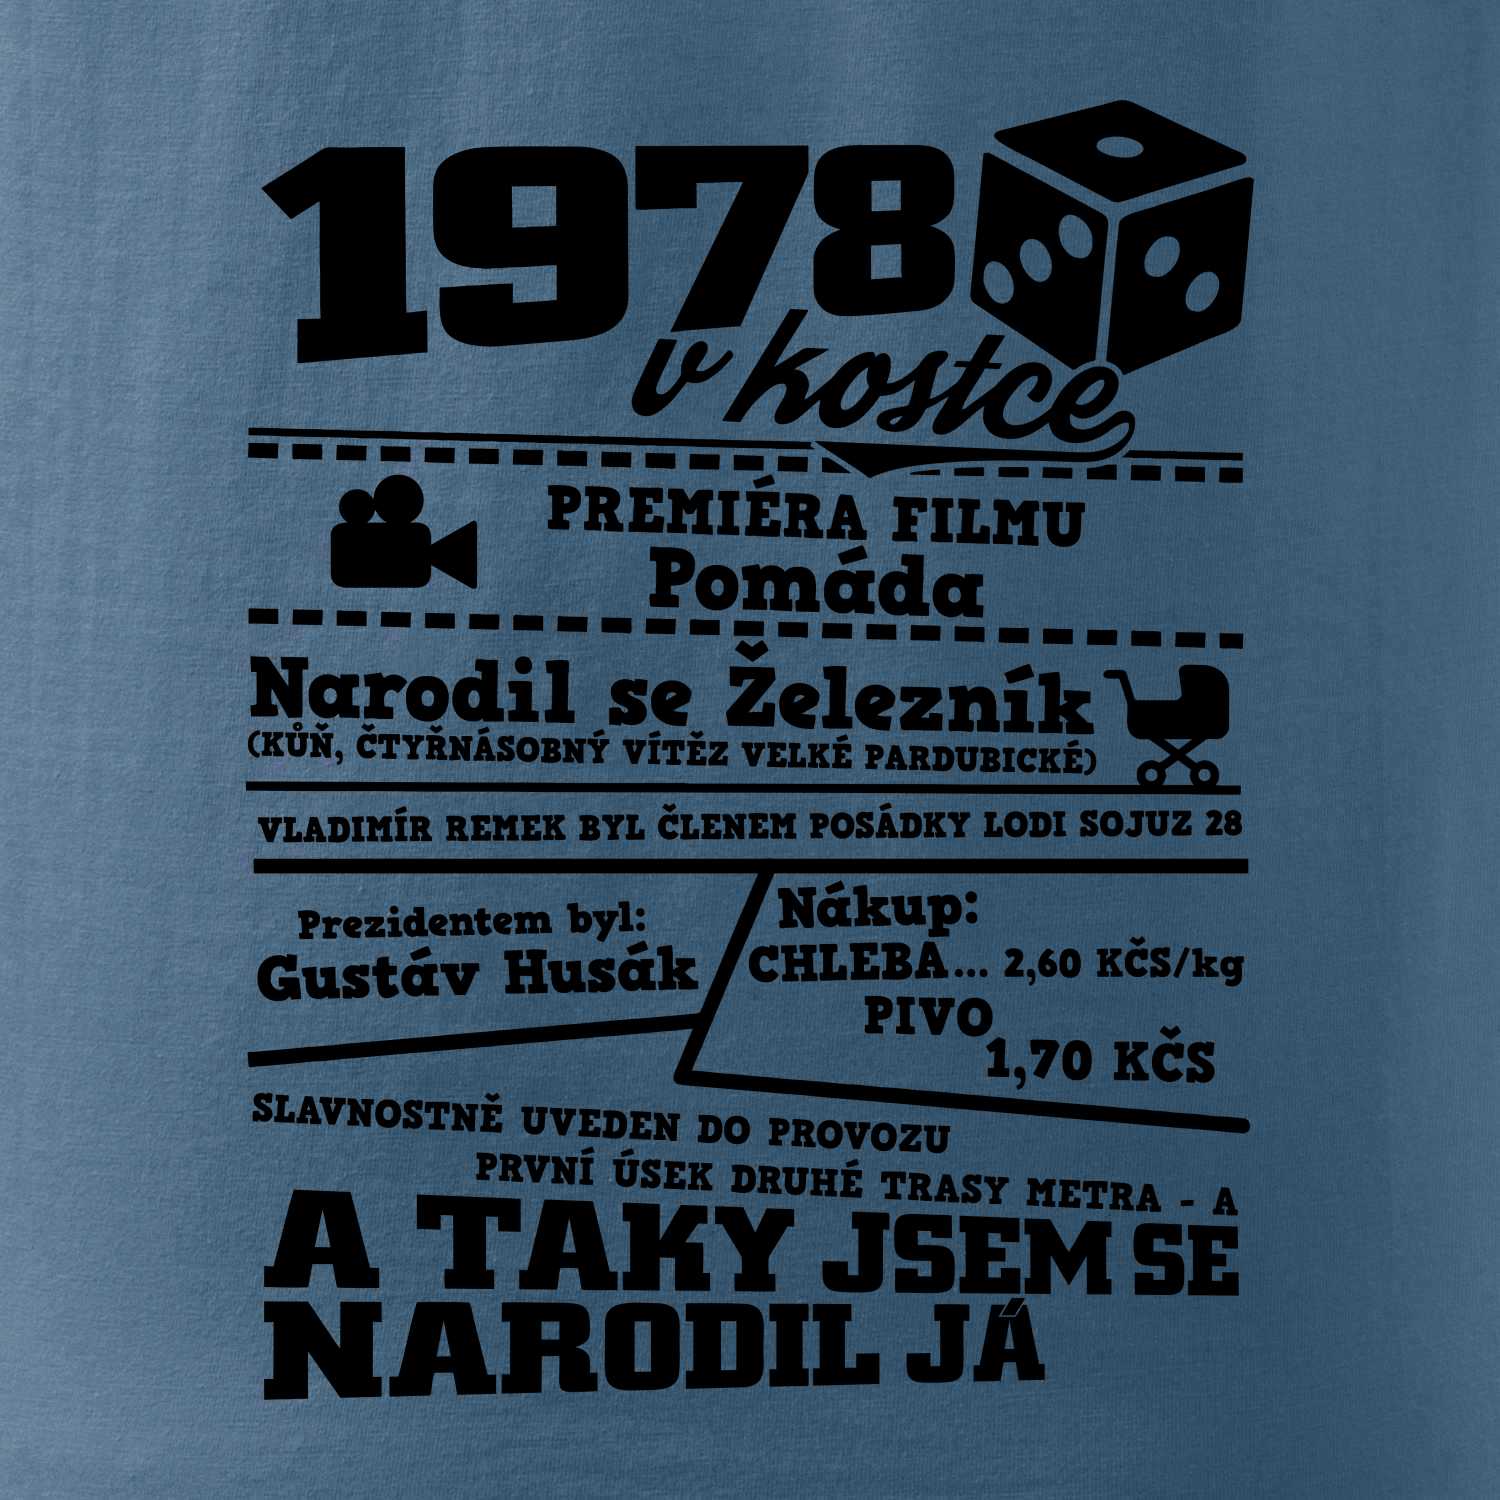 1978
v kostce
PREMIÉRA FILMU
Pomáda
Narodil se Železník
(KŮŇ, ČTYŘNÁSOBNÝ VÍTĚZ VELKÉ PARDUBICKÉ)
VLADIMÍR REMEK BYL ČLENEM POSÁDKY LODI SOJUZ 28
Prezidentem byl:
Gustáv Husák
Nákup:
CHLEBA... 2,60 KČS/kg
PIVO
1,70 KČS
SLAVNOSTNĚ UVEDEN DO PROVOZU
PRVNÍ ÚSEK DRUHÉ TRASY METRA - A
A TAKY JSEM SE
NARODIL JÁ